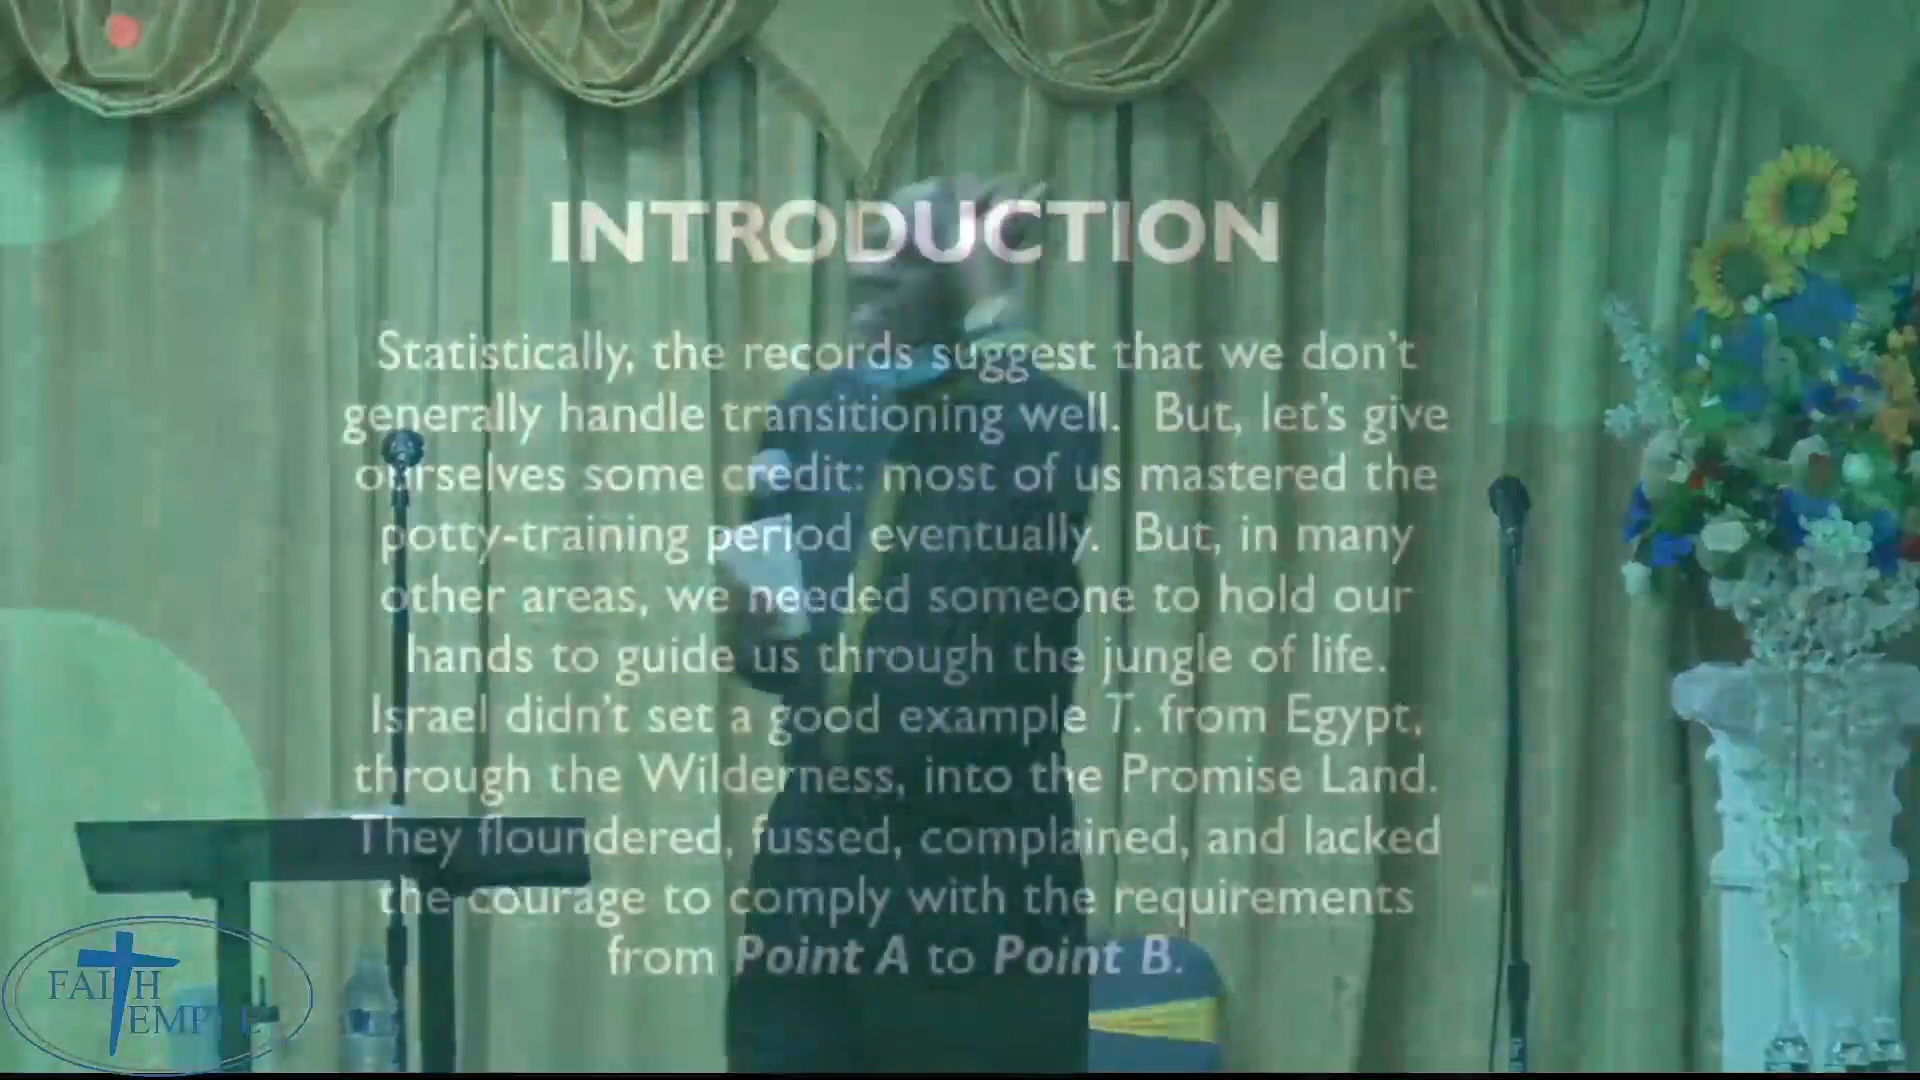 INTRODUCTION
Statistically, the records suggest that we don't
generally handle transitioning well.  But, let's give
ourselves some credit: most of us mastered the
potty-training period eventually.  But, in many
other areas, we needed someone to hold our
hands to guide us through the jungle of life.
Israel didn't set a good example T. from Egypt,
through the Wilderness, into the Promise Land.
They floundered, fussed, complained, and lacked
the courage to comply with the requirements
from Point A to Point B.
FAITH
TEMPLE